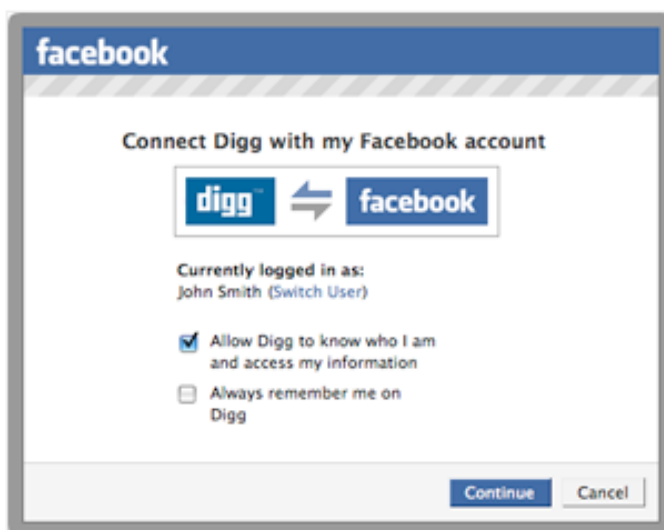 facebook
Connect Digg with my Facebook account
digg™ facebook
Currently logged in as:
John Smith (Switch User)
Allow Digg to know who I am
and access my information
Always remember me on
Digg
Continue Cancel